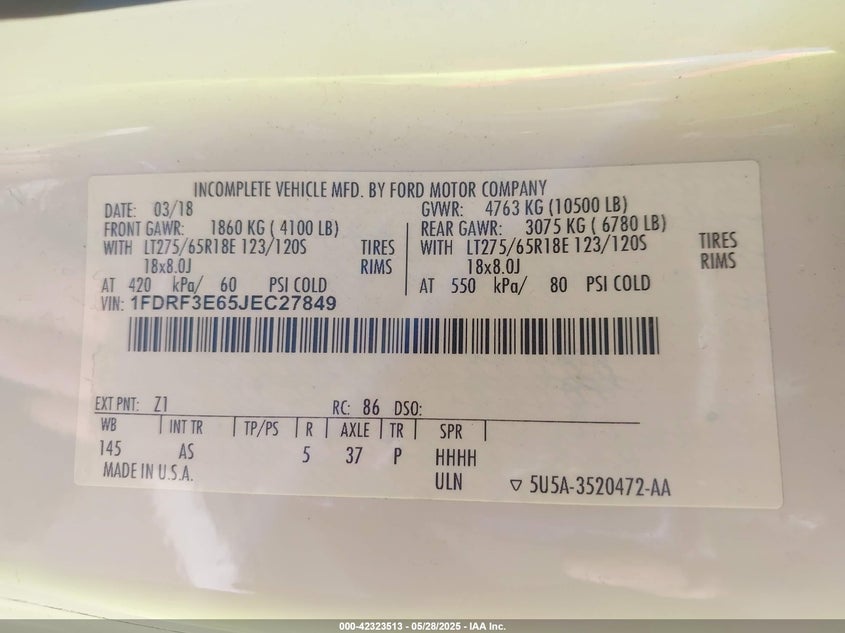 INCOMPLETE VEHICLE MFD. BY FORD MOTOR COMPANY
DATE: 03/18 GVWR: 4763 KG (10500 LB)
FRONT GAWR: 1860 KG ( 4100 LB) REAR GAWR: 3075 KG ( 6780 LB)
WITH LT275/65R18E 123/120S TIRES WITH LT275/65R18E 123/120S TIRES
18x8.0J RIMS 18x8.0J RIMS
AT 420 kPa/ 60 PSI COLD AT 550 kPa/ 80 PSI COLD
VIN: 1FDRF3E65JEC27849
EXT PNT: Z1 RC: 86 DSO:
WB INT TR TP/PS R AXLE TR SPR
145 AS 5 37 P HHHH
MADE IN U.S.A. ULN ▽ 5U5A-3520472-AA
000-42323513 - 05/28/2025 - IAA Inc.